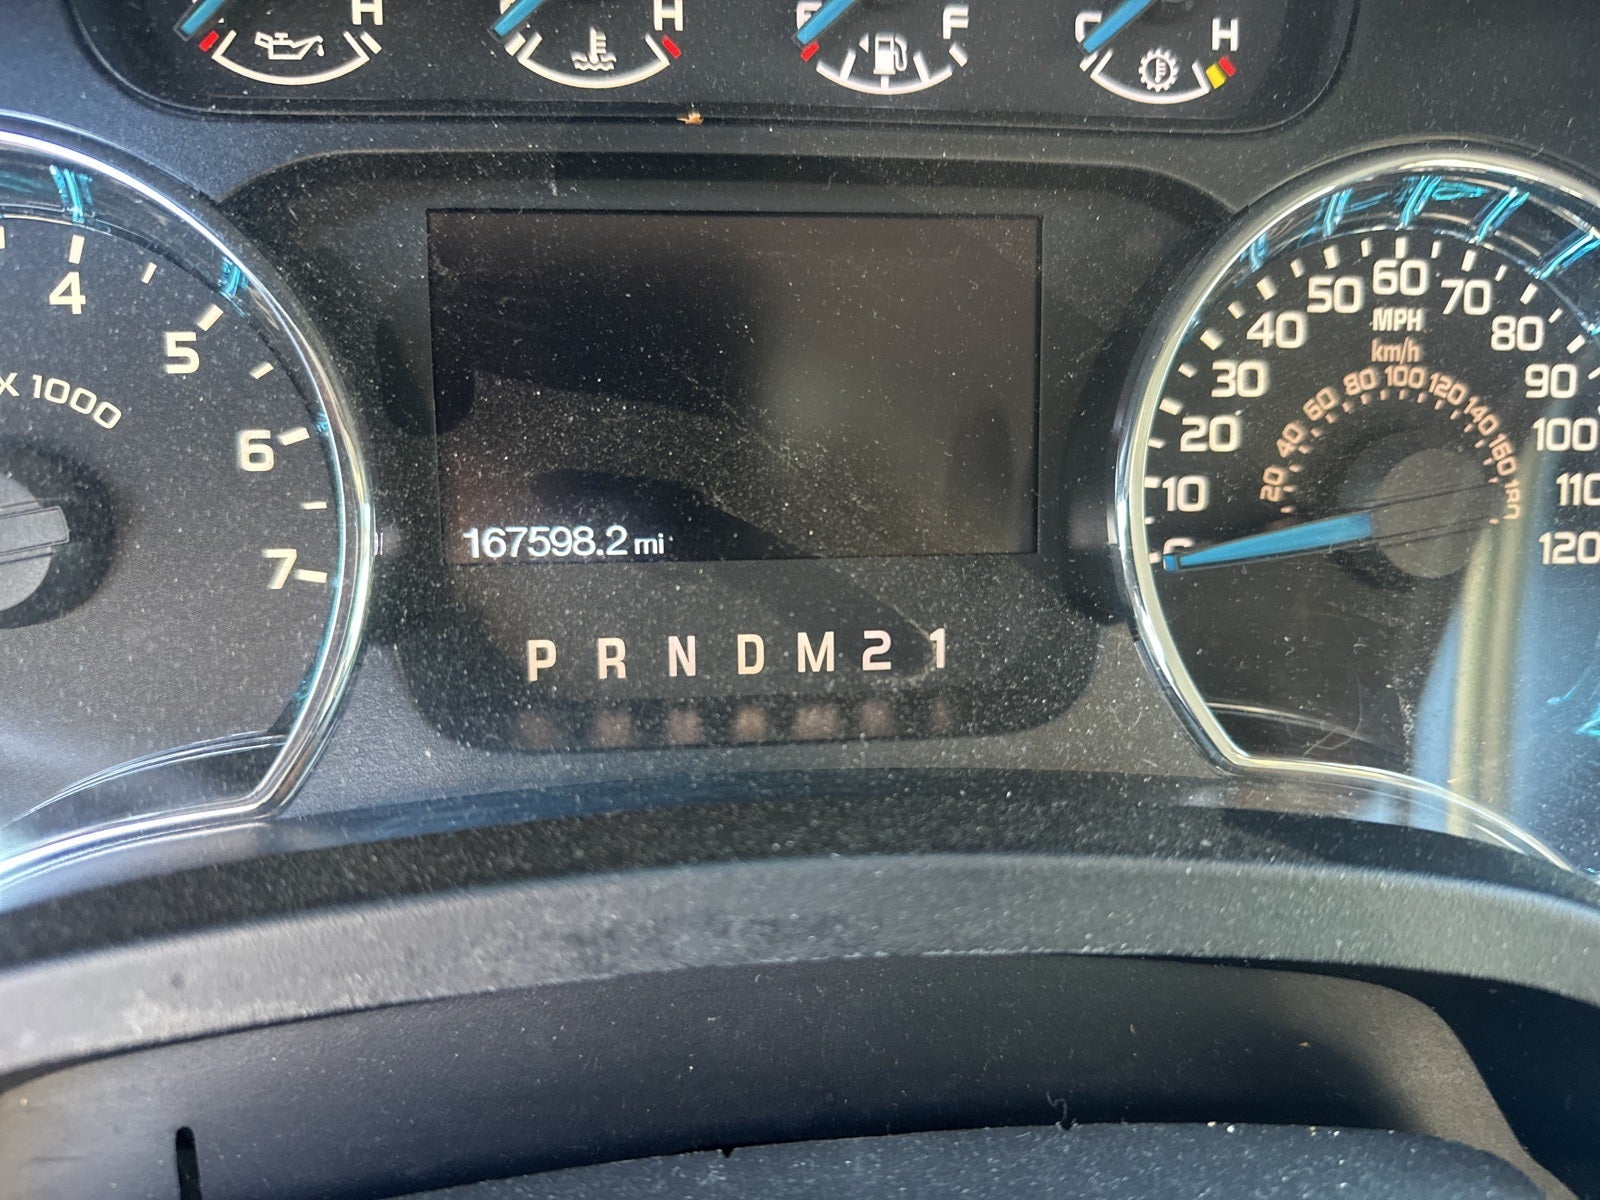 H H E F C H
4 5 6 7
X 1000
167598.2 mi
P R N D M 2 1
10 20 30 40 50 60 70 80 90 100 110 120
MPH
km/h
20 40 60 80 100 120 140 160 180